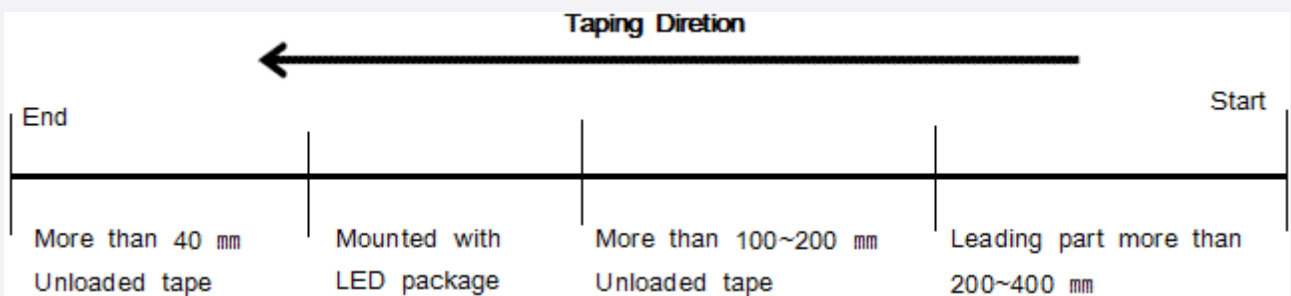 Taping Diretion
End
Start
More than 40 ㎜
Unloaded tape
Mounted with
LED package
More than 100~200 ㎜
Unloaded tape
Leading part more than
200~400 ㎜